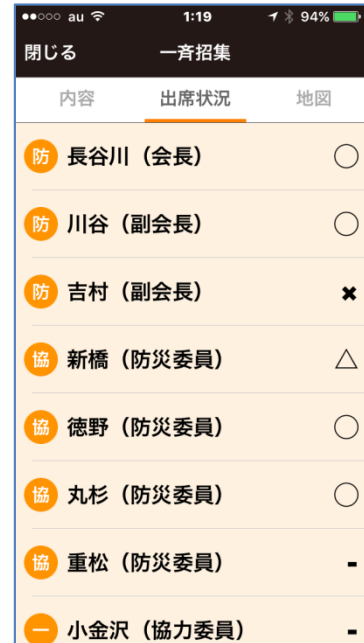 ●●○○○ au 1:19 94%
閉じる 一斉招集
内容 出席状況 地図
防 長谷川（会長） ○
防 川谷（副会長） ○
防 吉村（副会長） ✖
協 新橋（防災委員） △
協 徳野（防災委員） ○
協 丸杉（防災委員） ○
協 重松（防災委員） -
一 小金沢（協力委員） -